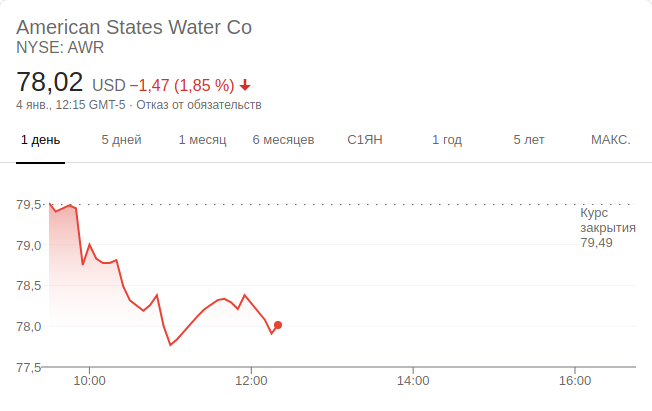 American States Water Co
NYSE: AWR
78,02 USD −1,47 (1,85 %)
4 янв., 12:15 GMT-5 · Отказ от обязательств
1 день 5 дней 1 месяц 6 месяцев С1ЯН 1 год 5 лет МАКС.
79,5
Курс
закрытия
79,49
79,0
78,5
78,0
77,5
10:00 12:00 14:00 16:00